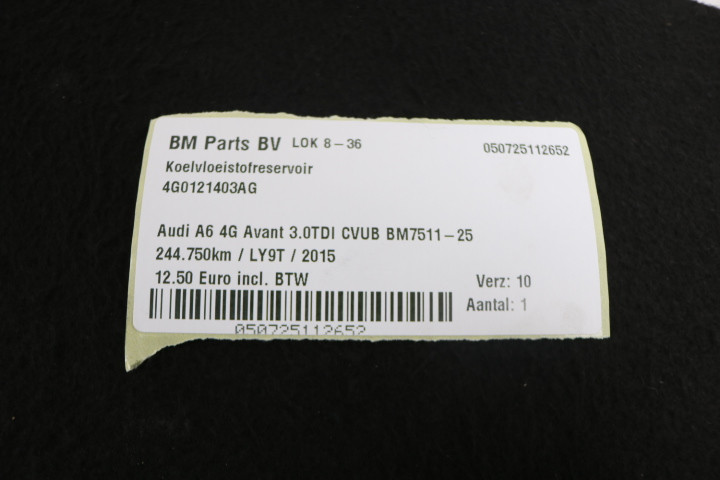 BM Parts BV LOK 8-36 050725112652
Koelvloeistofreservoir
4G0121403AG
Audi A6 4G Avant 3.0TDI CVUB BM7511-25
244.750km / LY9T / 2015
12.50 Euro incl. BTW Verz: 10
Aantal: 1
050725112652